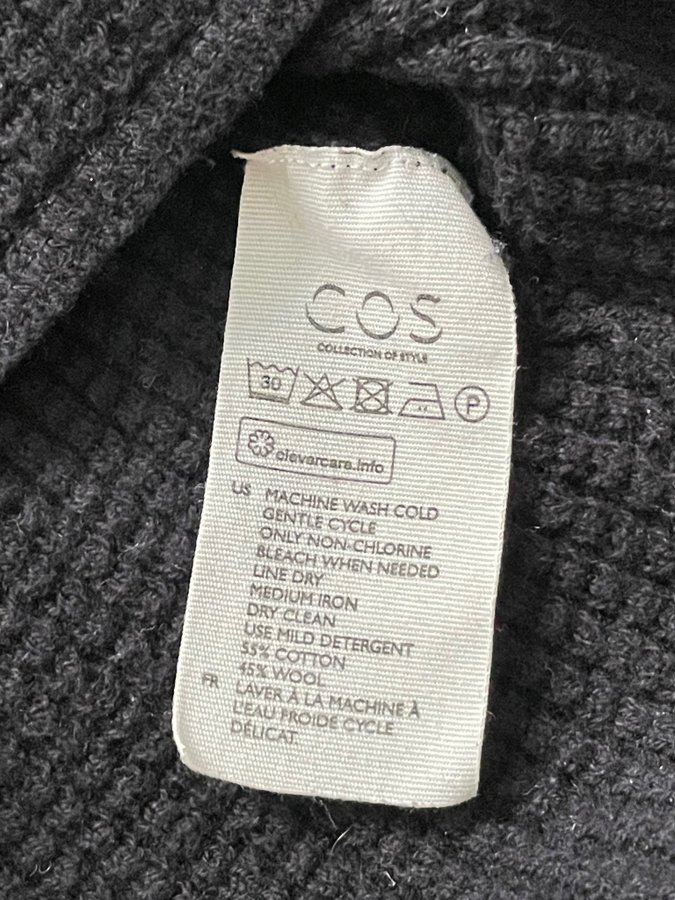 COS
COLLECTION OF STYLE
30
P
clevercare.info
US MACHINE WASH COLD
GENTLE CYCLE
ONLY NON-CHLORINE
BLEACH WHEN NEEDED
LINE DRY
MEDIUM IRON
DRY CLEAN
USE MILD DETERGENT
55% COTTON
45% WOOL
FR LAVER À LA MACHINE À
L'EAU FROIDE CYCLE
DÉLICAT.